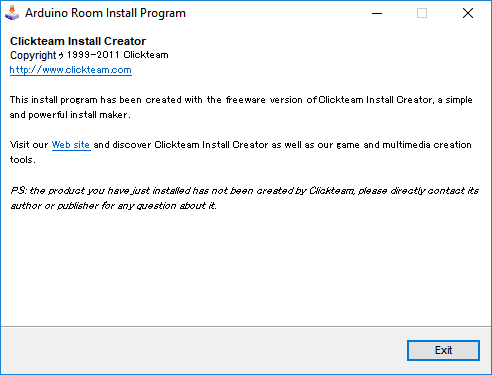 Arduino Room Install Program
Clickteam Install Creator
Copyright ｩ 1999-2011 Clickteam
http://www.clickteam.com
This install program has been created with the freeware version of Clickteam Install Creator, a simple
and powerful install maker.
Visit our Web site and discover Clickteam Install Creator as well as our game and multimedia creation
tools.
PS: the product you have just installed has not been created by Clickteam, please directly contact its
author or publisher for any question about it.
Exit